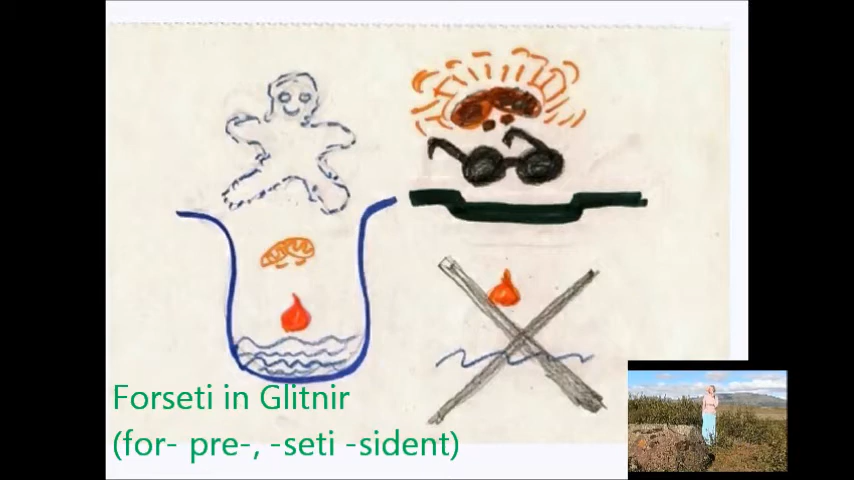 Forseti in Glitnir
(for- pre-, -seti -sident)